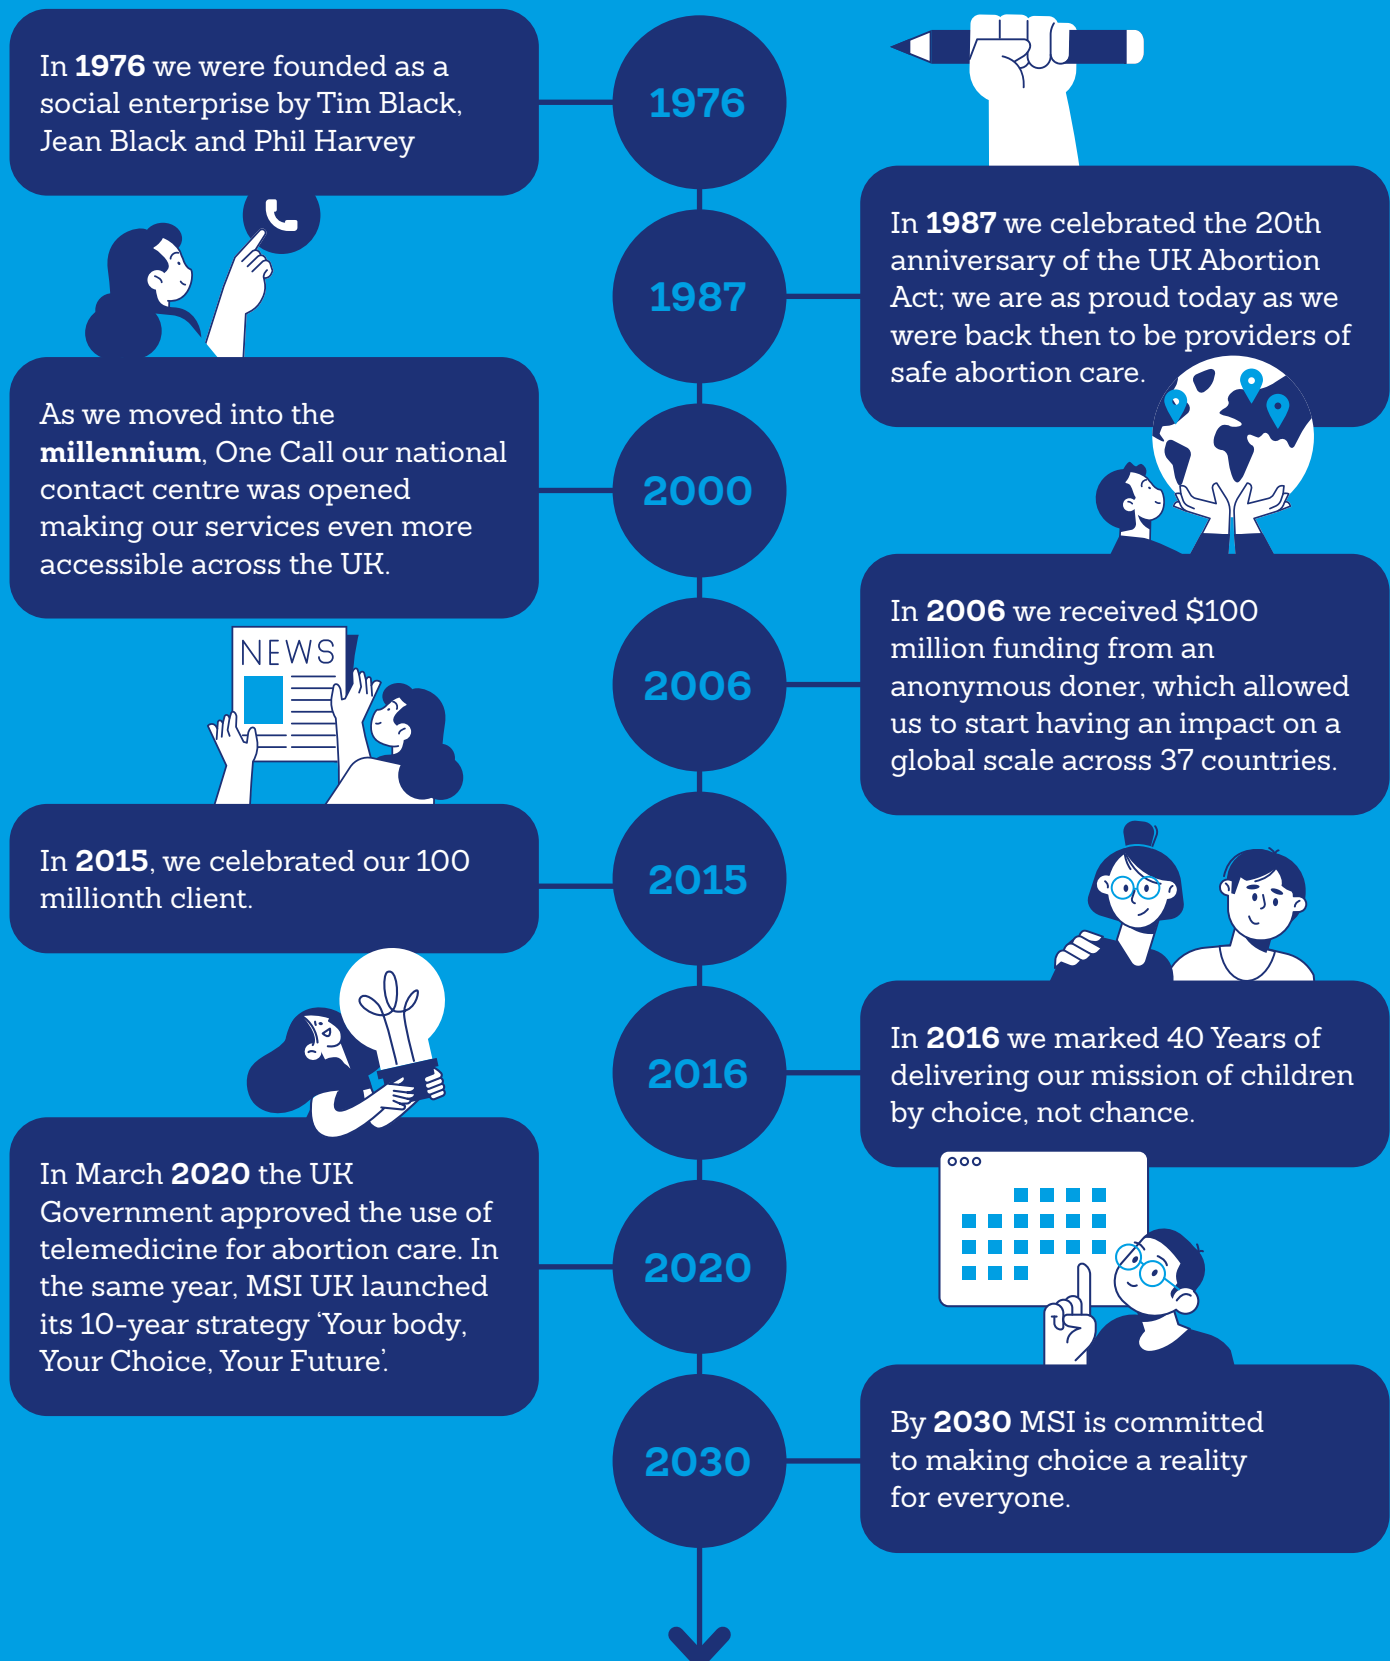 In 1976 we were founded as a
social enterprise by Tim Black,
Jean Black and Phil Harvey
1976
In 1987 we celebrated the 20th
anniversary of the UK Abortion
Act; we are as proud today as we
were back then to be providers of
safe abortion care.
1987
As we moved into the
millennium, One Call our national
contact centre was opened
making our services even more
accessible across the UK.
2000
In 2006 we received $100
million funding from an
anonymous doner, which allowed
us to start having an impact on a
global scale across 37 countries.
2006
NEWS
In 2015, we celebrated our 100
millionth client.
2015
In 2016 we marked 40 Years of
delivering our mission of children
by choice, not chance.
2016
In March 2020 the UK
Government approved the use of
telemedicine for abortion care. In
the same year, MSI UK launched
its 10-year strategy ‘Your body,
Your Choice, Your Future’.
2020
By 2030 MSI is committed
to making choice a reality
for everyone.
2030